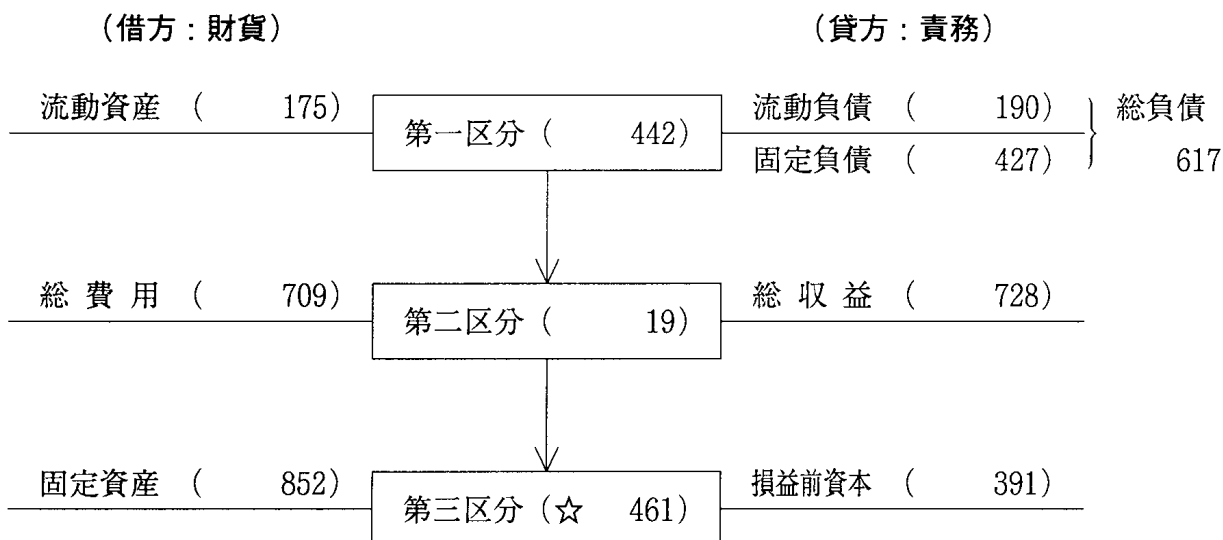 (借方：財貨) (貸方：責務)
流動資産 ( 175) 第一区分 ( 442) 流動負債 ( 190) 総負債
固定負債 ( 427) 617
総費用 ( 709) 第二区分 ( 19) 総収益 ( 728)
固定資産 ( 852) 第三区分 (☆ 461) 損益前資本 ( 391)